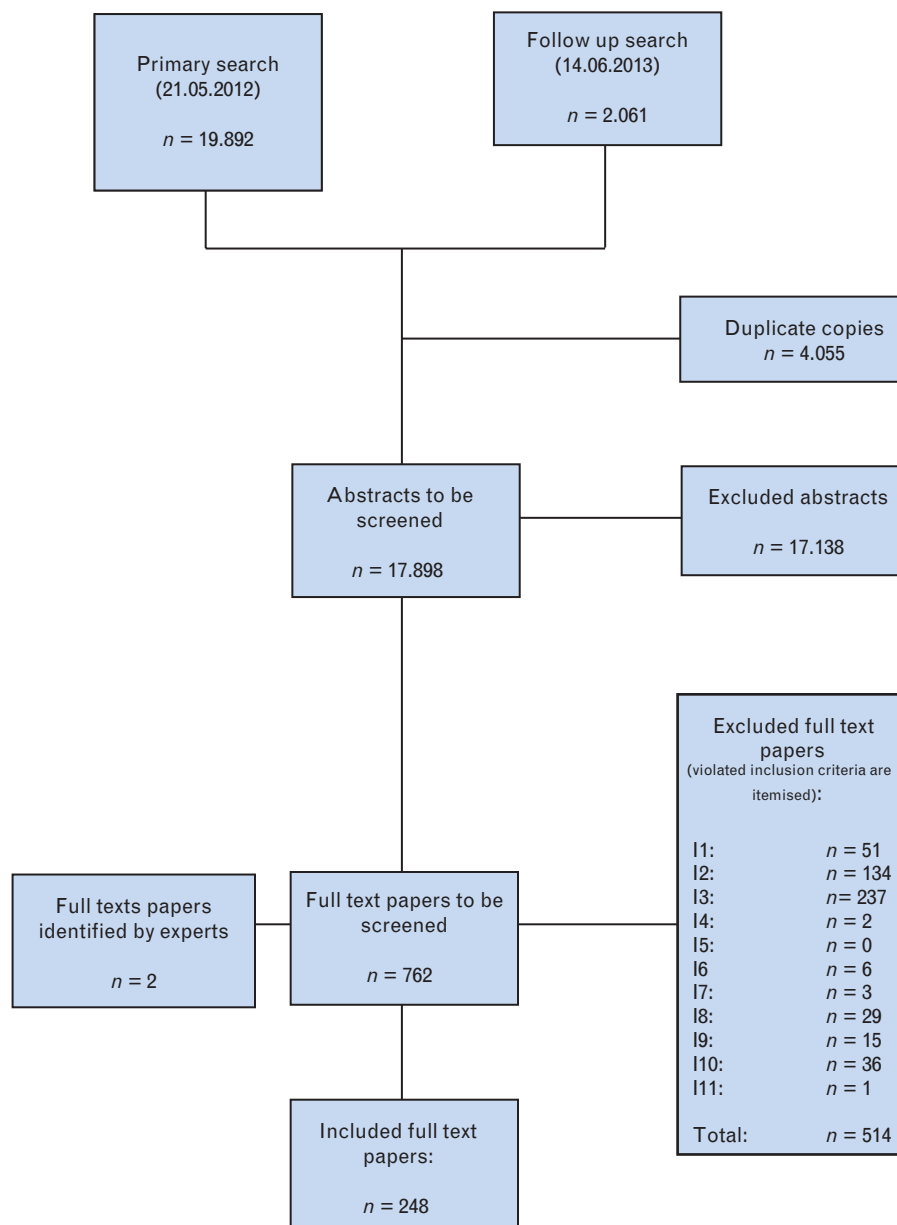 Primary search
(21.05.2012)
n = 19.892
Follow up search
(14.06.2013)
n = 2.061
Duplicate copies
n = 4.055
Abstracts to be
screened
n = 17.898
Excluded abstracts
n = 17.138
Excluded full text
papers
(violated inclusion criteria are
itemised):
I1: n = 51
I2: n = 134
I3: n= 237
I4: n = 2
I5: n = 0
I6 n = 6
I7: n = 3
I8: n = 29
I9: n = 15
I10: n = 36
I11: n = 1
Total: n = 514
Full texts papers
identified by experts
n = 2
Full text papers to be
screened
n = 762
Included full text
papers:
n = 248